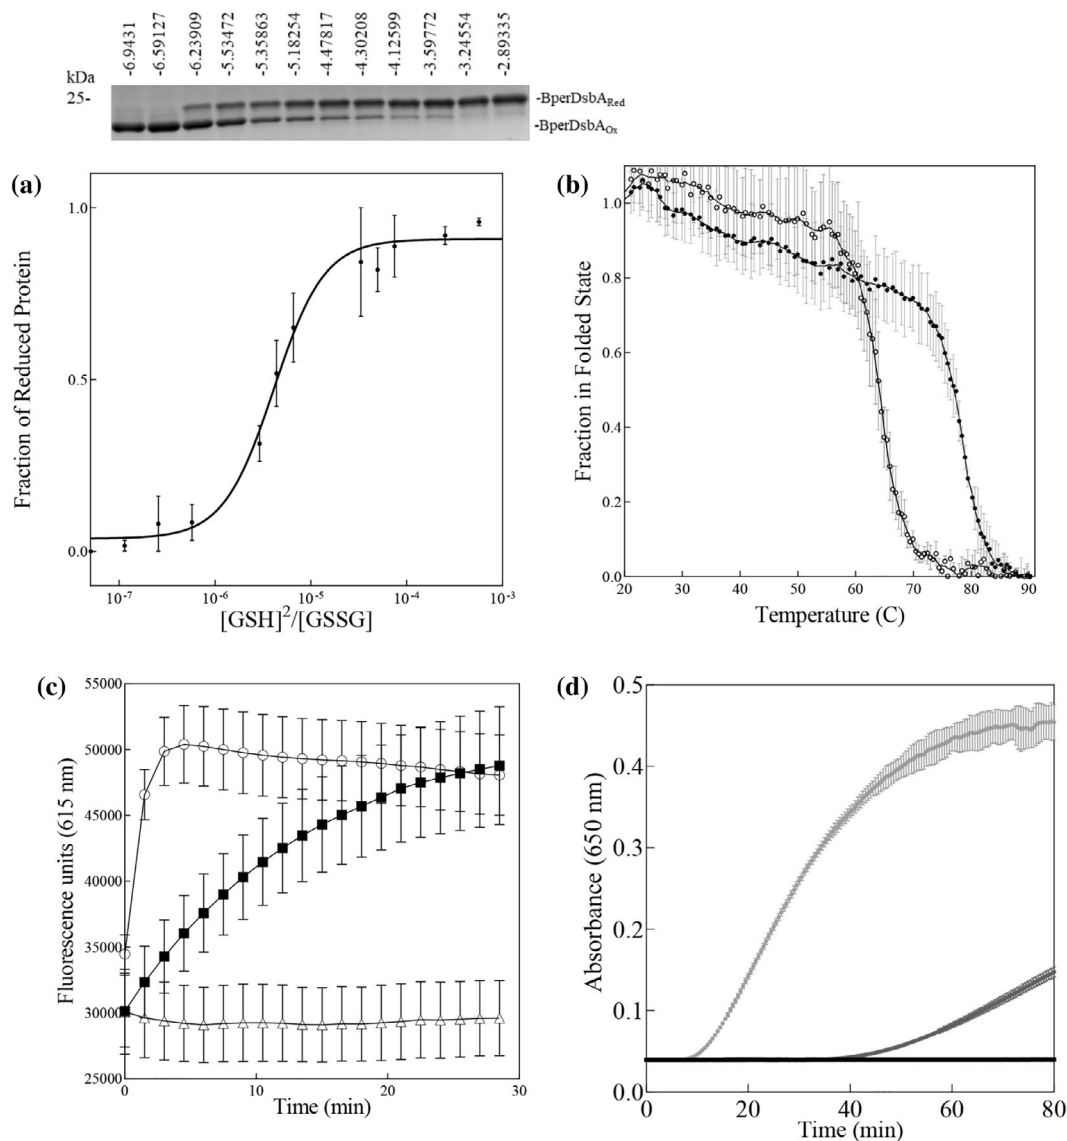 -6.9431
-6.59127
-6.23909
-5.53472
-5.35863
-5.18254
-4.47817
-4.30208
-4.12599
-3.59772
-3.24554
-2.89335
kDa
25-
-BperDsbARed
-BperDsbAOx
(a)
1.0
0.5
0.0
Fraction of Reduced Protein
10-7
10-6
10-5
10-4
10-3
[GSH]2/[GSSG]
(b)
1.0
0.8
0.6
0.4
0.2
0.0
Fraction in Folded State
20 30 40 50 60 70 80 90
Temperature (C)
(c)
55000
50000
45000
40000
35000
30000
25000
Fluorescence units (615 nm)
0 10 20 30
Time (min)
(d)
0.5
0.4
0.3
0.2
0.1
0.0
Absorbance (650 nm)
0 20 40 60 80
Time (min)